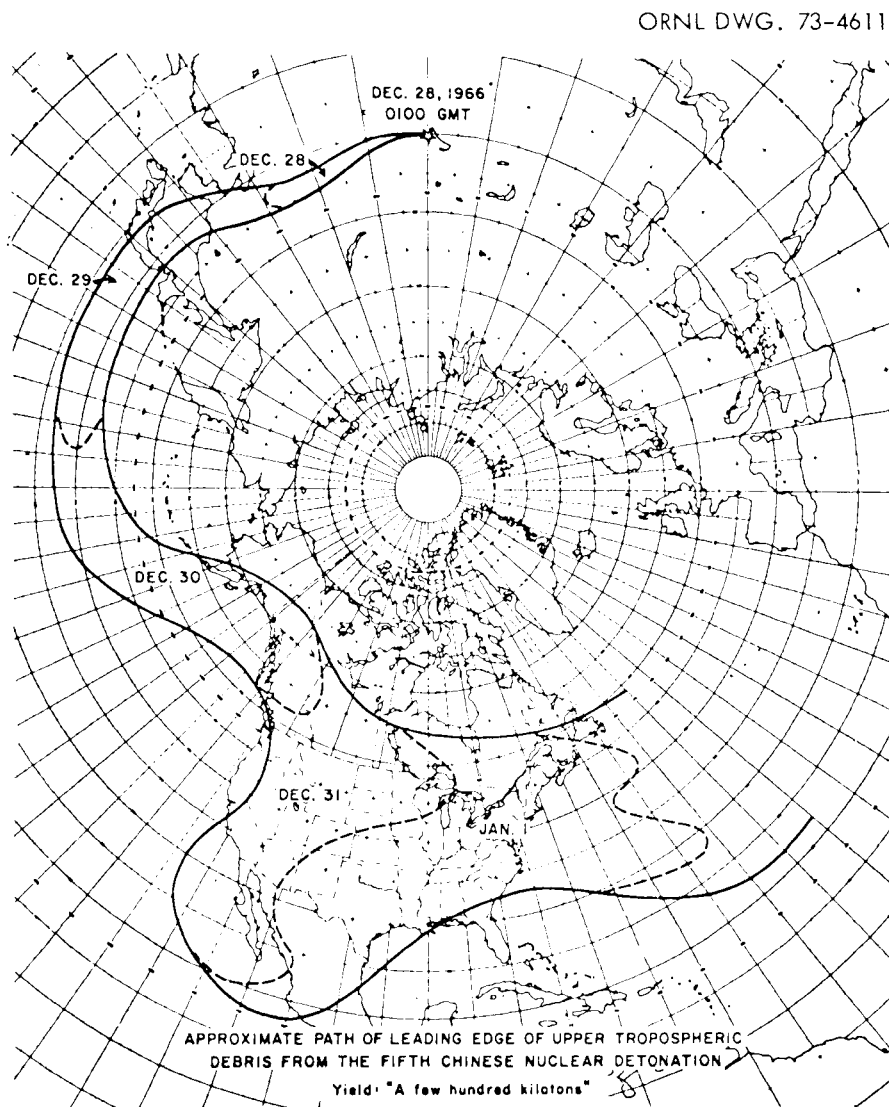 ORNL DWG. 73-4611
DEC. 28, 1966
0100 GMT
DEC. 28
DEC. 29
DEC. 30
DEC. 31
JAN.
APPROXIMATE PATH OF LEADING EDGE OF UPPER TROPOSPHERIC
DEBRIS FROM THE FIFTH CHINESE NUCLEAR DETONATION
Yield: "A few hundred kilotons"